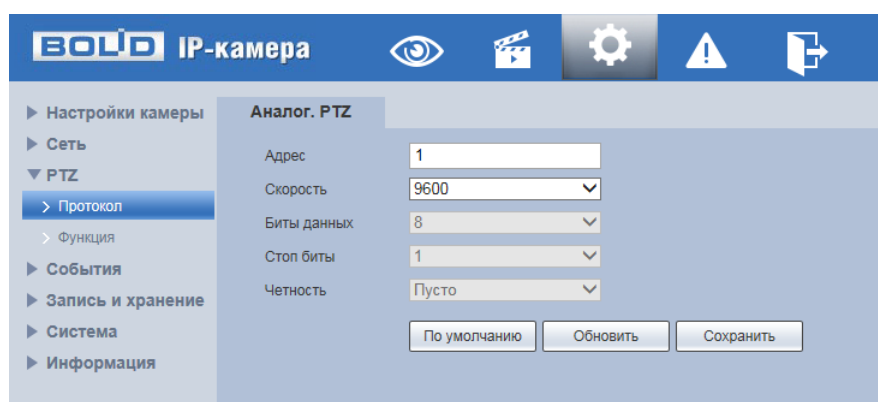 BOLID IP-камера
Настройки камеры
Сеть
PTZ
Протокол
Функция
События
Запись и хранение
Система
Информация
Аналог. PTZ
Адрес 1
Скорость 9600
Биты данных 8
Стоп биты 1
Четность Пусто
По умолчанию Обновить Сохранить